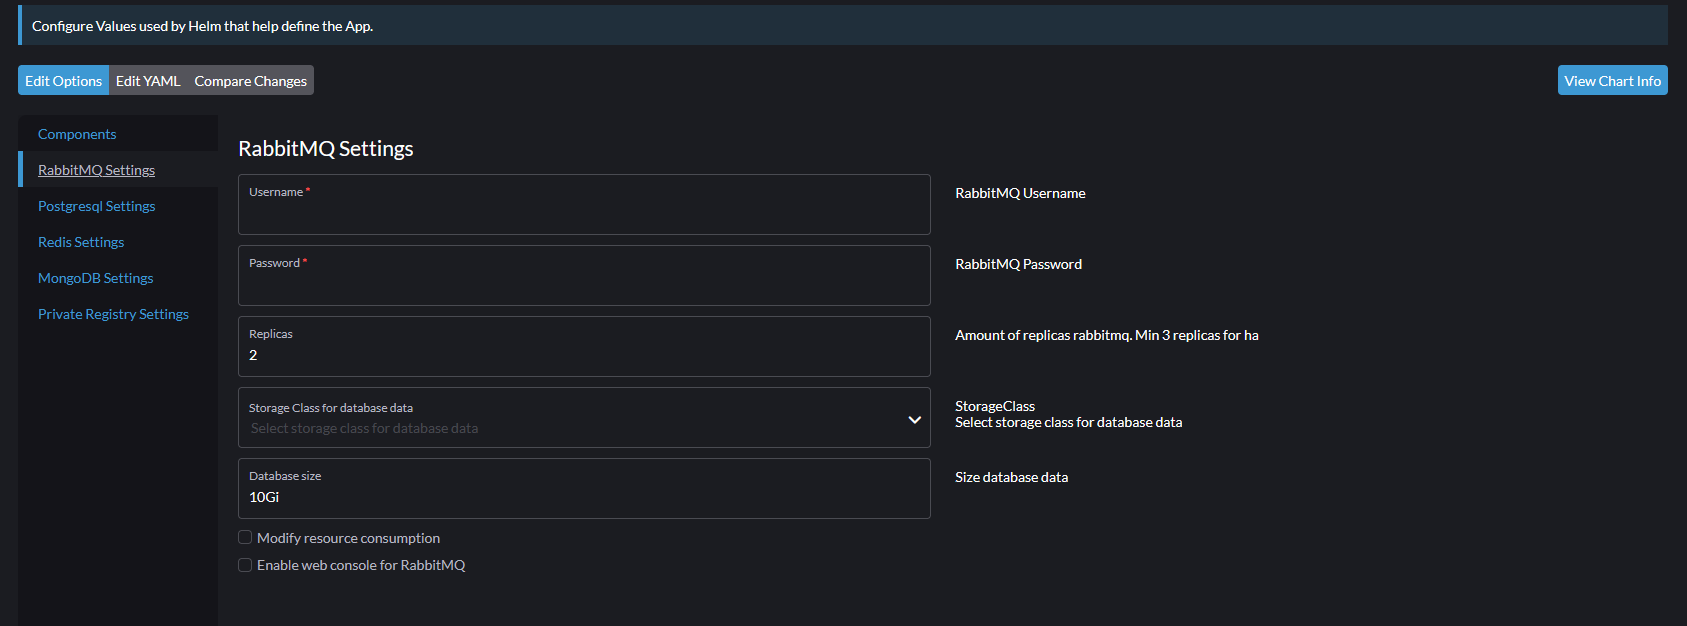 Configure Values used by Helm that help define the App.
Edit Options Edit YAML Compare Changes View Chart Info
Components
RabbitMQ Settings
Postgresql Settings
Redis Settings
MongoDB Settings
Private Registry Settings
RabbitMQ Settings
Username *
RabbitMQ Username
Password *
RabbitMQ Password
Replicas
2
Amount of replicas rabbitmq. Min 3 replicas for ha
Storage Class for database data
Select storage class for database data
StorageClass
Select storage class for database data
Database size
10Gi
Size database data
Modify resource consumption
Enable web console for RabbitMQ